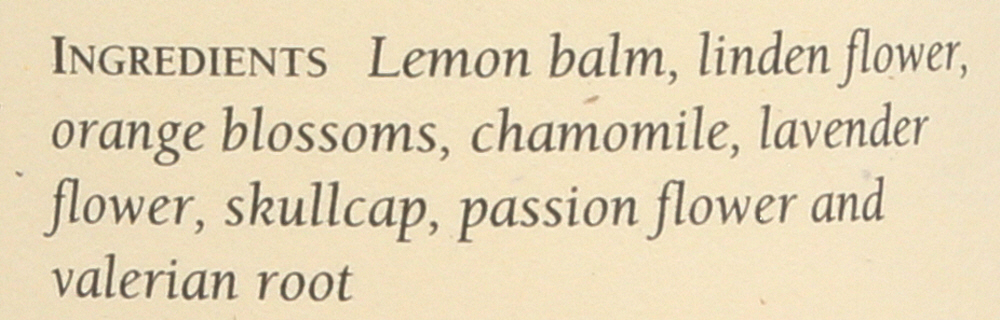 INGREDIENTS Lemon balm, linden flower,
orange blossoms, chamomile, lavender
flower, skullcap, passion flower and
valerian root